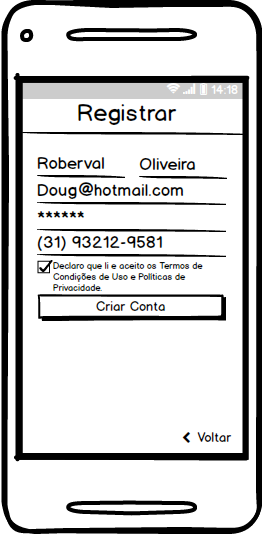 14:18
Registrar
Roberval Oliveira
Doug@hotmail.com
******
(31) 93212-9581
Declaro que li e aceito os Termos de
Condições de Uso e Políticas de
Privacidade.
Criar Conta
Voltar